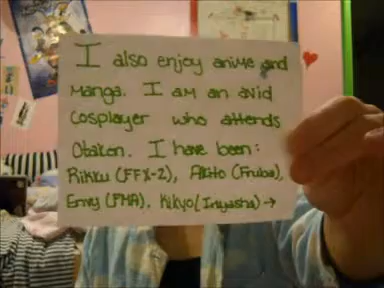 I also enjoy anime and
manga. I am an avid
cosplayer who attends
Otakon. I have been:
Rikku (FFX-2), Akito (Fruba),
Envy (FMA), Kikyo (Inyasha) →